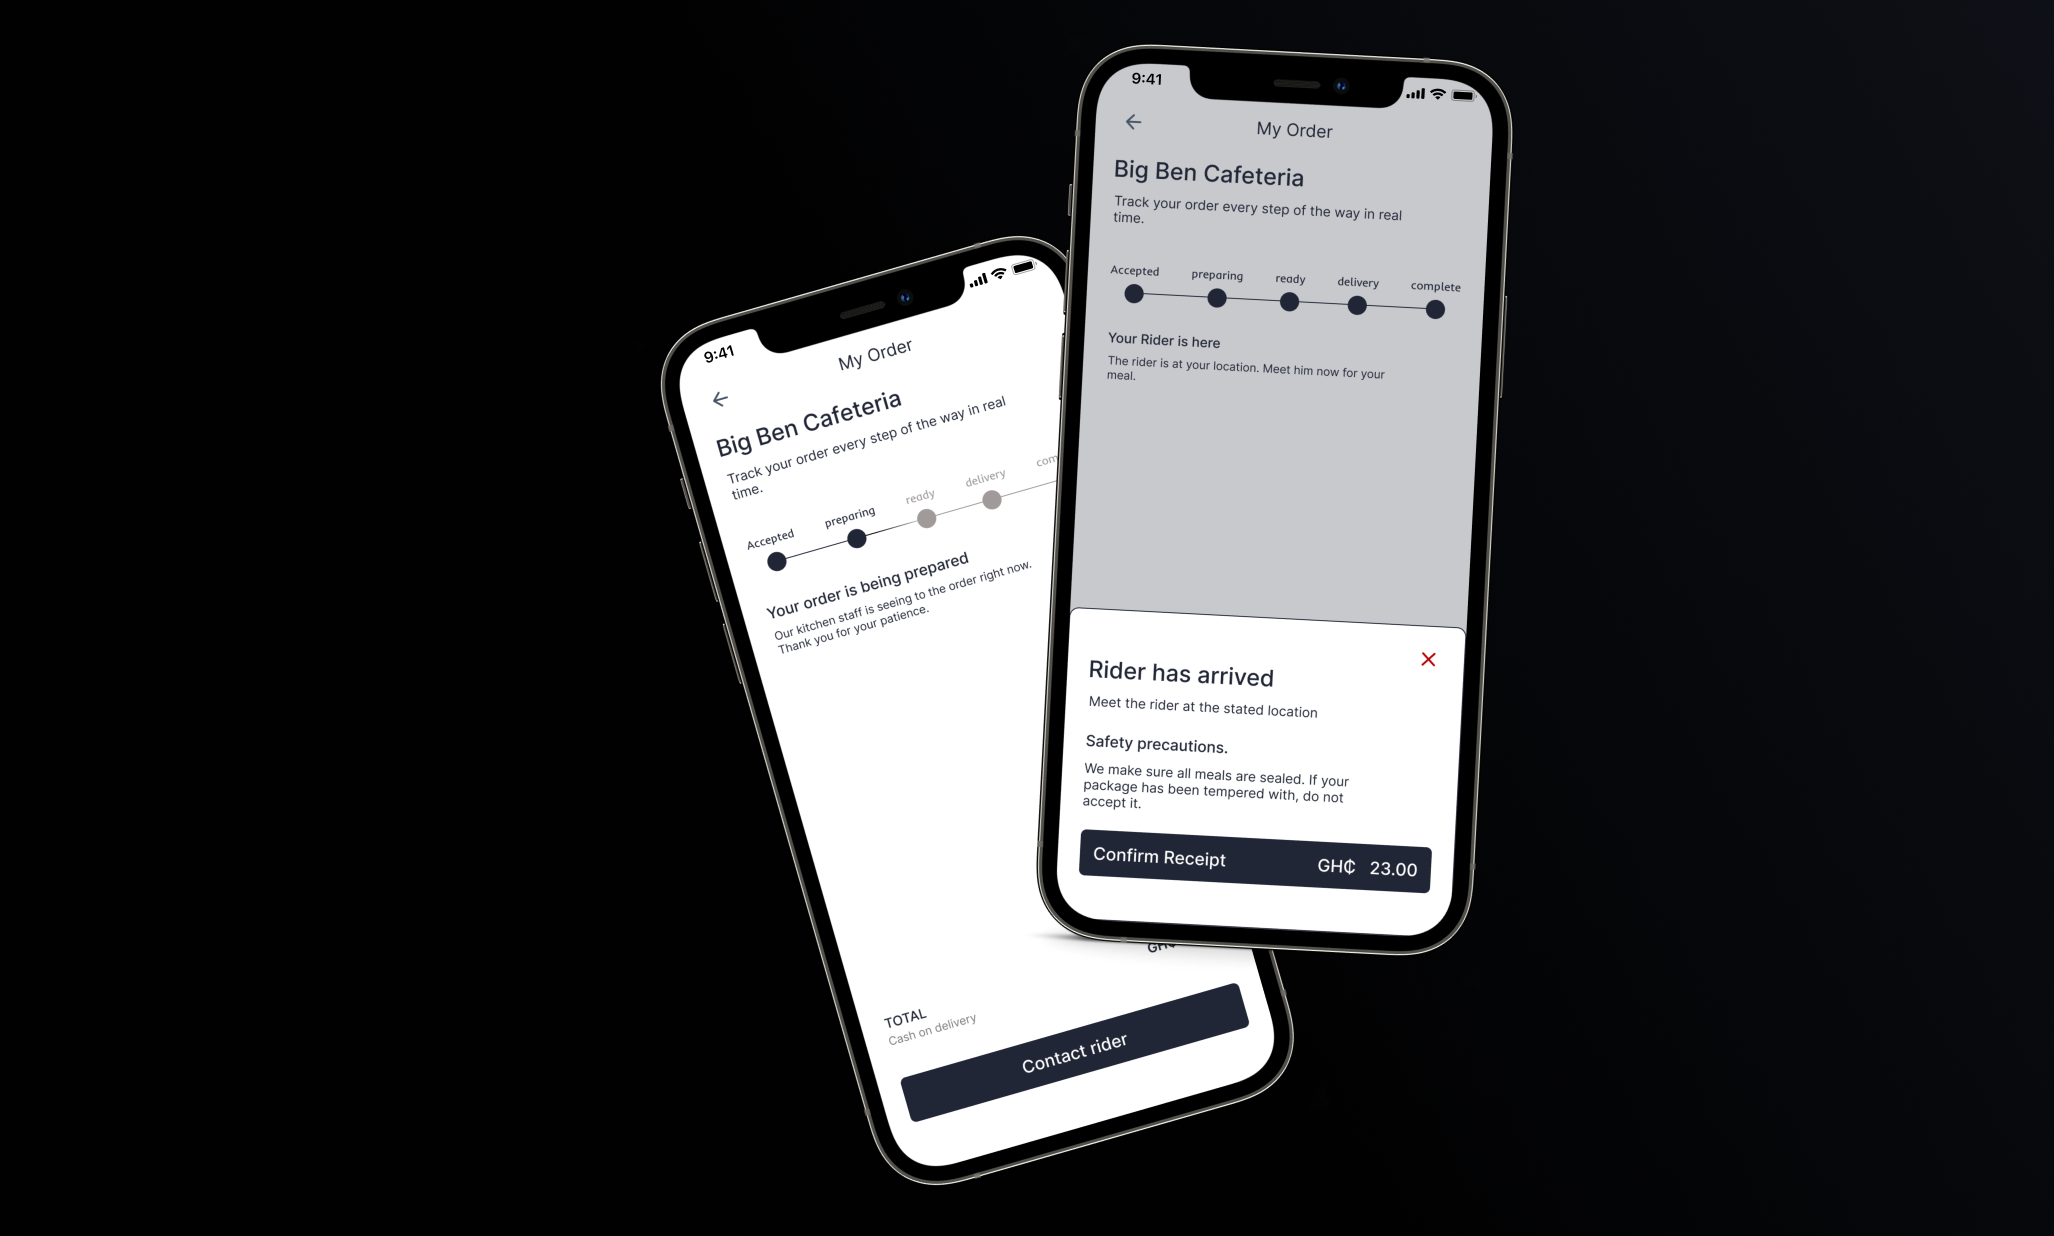 9:41
My Order
Big Ben Cafeteria
Track your order every step of the way in real
time.
Accepted preparing ready delivery
Your order is being prepared
Our kitchen staff is seeing to the order right now.
Thank you for your patience.
TOTAL
Cash on delivery
Contact rider
9:41
My Order
Big Ben Cafeteria
Track your order every step of the way in real
time.
Accepted preparing ready delivery complete
Your Rider is here
The rider is at your location. Meet him now for your
meal.
Rider has arrived
Meet the rider at the stated location
Safety precautions.
We make sure all meals are sealed. If your
package has been tempered with, do not
accept it.
Confirm Receipt GH₵ 23.00